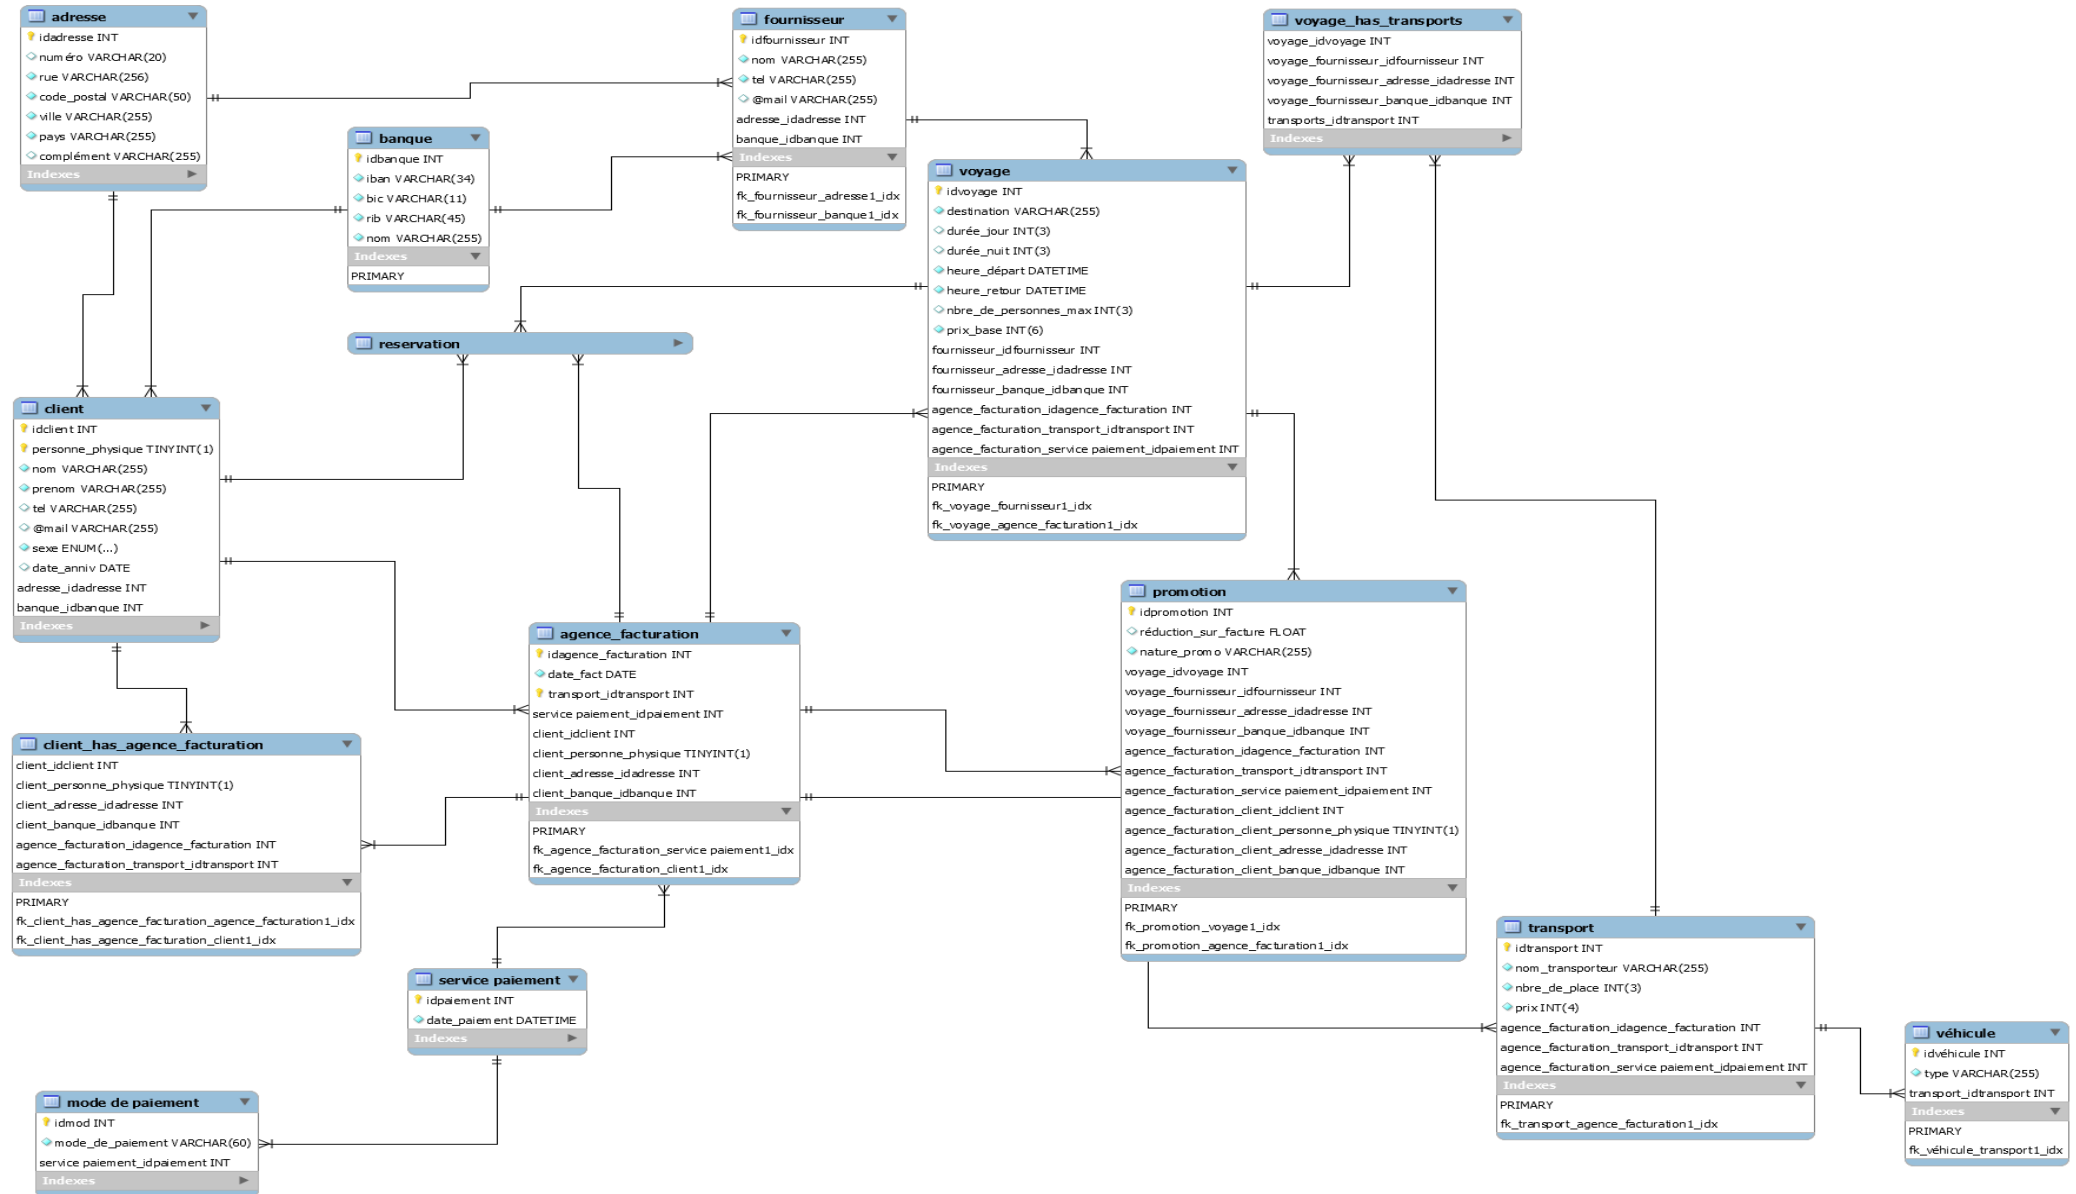 adresse
idadresse INT
numéro VARCHAR(20)
rue VARCHAR(256)
code_postal VARCHAR(50)
ville VARCHAR(255)
pays VARCHAR(255)
complément VARCHAR(255)
Indexes
fournisseur
idfournisseur INT
nom VARCHAR(255)
tel VARCHAR(255)
@mail VARCHAR(255)
adresse_idadresse INT
banque_idbanque INT
Indexes
PRIMARY
fk_fournisseur_adresse1_idx
fk_fournisseur_banque1_idx
voyage_has_transports
voyage_idvoyage INT
voyage_fournisseur_idfournisseur INT
voyage_fournisseur_adresse_idadresse INT
voyage_fournisseur_banque_idbanque INT
transports_idtransport INT
Indexes
banque
idbanque INT
iban VARCHAR(34)
bic VARCHAR(11)
rib VARCHAR(45)
nom VARCHAR(255)
Indexes
PRIMARY
voyage
idvoyage INT
destination VARCHAR(255)
durée_jour INT(3)
durée_nuit INT(3)
heure_départ DATETIME
heure_retour DATETIME
nbre_de_personnes_max INT(3)
prix_base INT(6)
fournisseur_idfournisseur INT
fournisseur_adresse_idadresse INT
fournisseur_banque_idbanque INT
agence_facturation_idagence_facturation INT
agence_facturation_transport_idtransport INT
agence_facturation_service paiement_idpaiement INT
Indexes
PRIMARY
fk_voyage_fournisseur1_idx
fk_voyage_agence_facturation1_idx
reservation
client
idclient INT
personne_physique TINYINT(1)
nom VARCHAR(255)
prenom VARCHAR(255)
tel VARCHAR(255)
@mail VARCHAR(255)
sexe ENUM(...)
date_anniv DATE
adresse_idadresse INT
banque_idbanque INT
Indexes
promotion
idpromotion INT
réduction_sur_facture FLOAT
nature_promo VARCHAR(255)
voyage_idvoyage INT
voyage_fournisseur_idfournisseur INT
voyage_fournisseur_adresse_idadresse INT
voyage_fournisseur_banque_idbanque INT
agence_facturation_idagence_facturation INT
agence_facturation_transport_idtransport INT
agence_facturation_service paiement_idpaiement INT
agence_facturation_client_idclient INT
agence_facturation_client_personne_physique TINYINT(1)
agence_facturation_client_adresse_idadresse INT
agence_facturation_client_banque_idbanque INT
Indexes
PRIMARY
fk_promotion_voyage1_idx
fk_promotion_agence_facturation1_idx
agence_facturation
idagence_facturation INT
date_fact DATE
transport_idtransport INT
service paiement_idpaiement INT
client_idclient INT
client_personne_physique TINYINT(1)
client_adresse_idadresse INT
client_banque_idbanque INT
Indexes
PRIMARY
fk_agence_facturation_service paiement1_idx
fk_agence_facturation_client1_idx
client_has_agence_facturation
client_idclient INT
client_personne_physique TINYINT(1)
client_adresse_idadresse INT
client_banque_idbanque INT
agence_facturation_idagence_facturation INT
agence_facturation_transport_idtransport INT
Indexes
PRIMARY
fk_client_has_agence_facturation_agence_facturation1_idx
fk_client_has_agence_facturation_client1_idx
transport
idtransport INT
nom_transporteur VARCHAR(255)
nbre_de_place INT(3)
prix INT(4)
agence_facturation_idagence_facturation INT
agence_facturation_transport_idtransport INT
agence_facturation_service paiement_idpaiement INT
Indexes
PRIMARY
fk_transport_agence_facturation1_idx
service paiement
idpaiement INT
date_paiement DATETIME
Indexes
véhicule
idvéhicule INT
type VARCHAR(255)
transport_idtransport INT
Indexes
PRIMARY
fk_véhicule_transport1_idx
mode de paiement
idmod INT
mode_de_paiement VARCHAR(60)
service paiement_idpaiement INT
Indexes